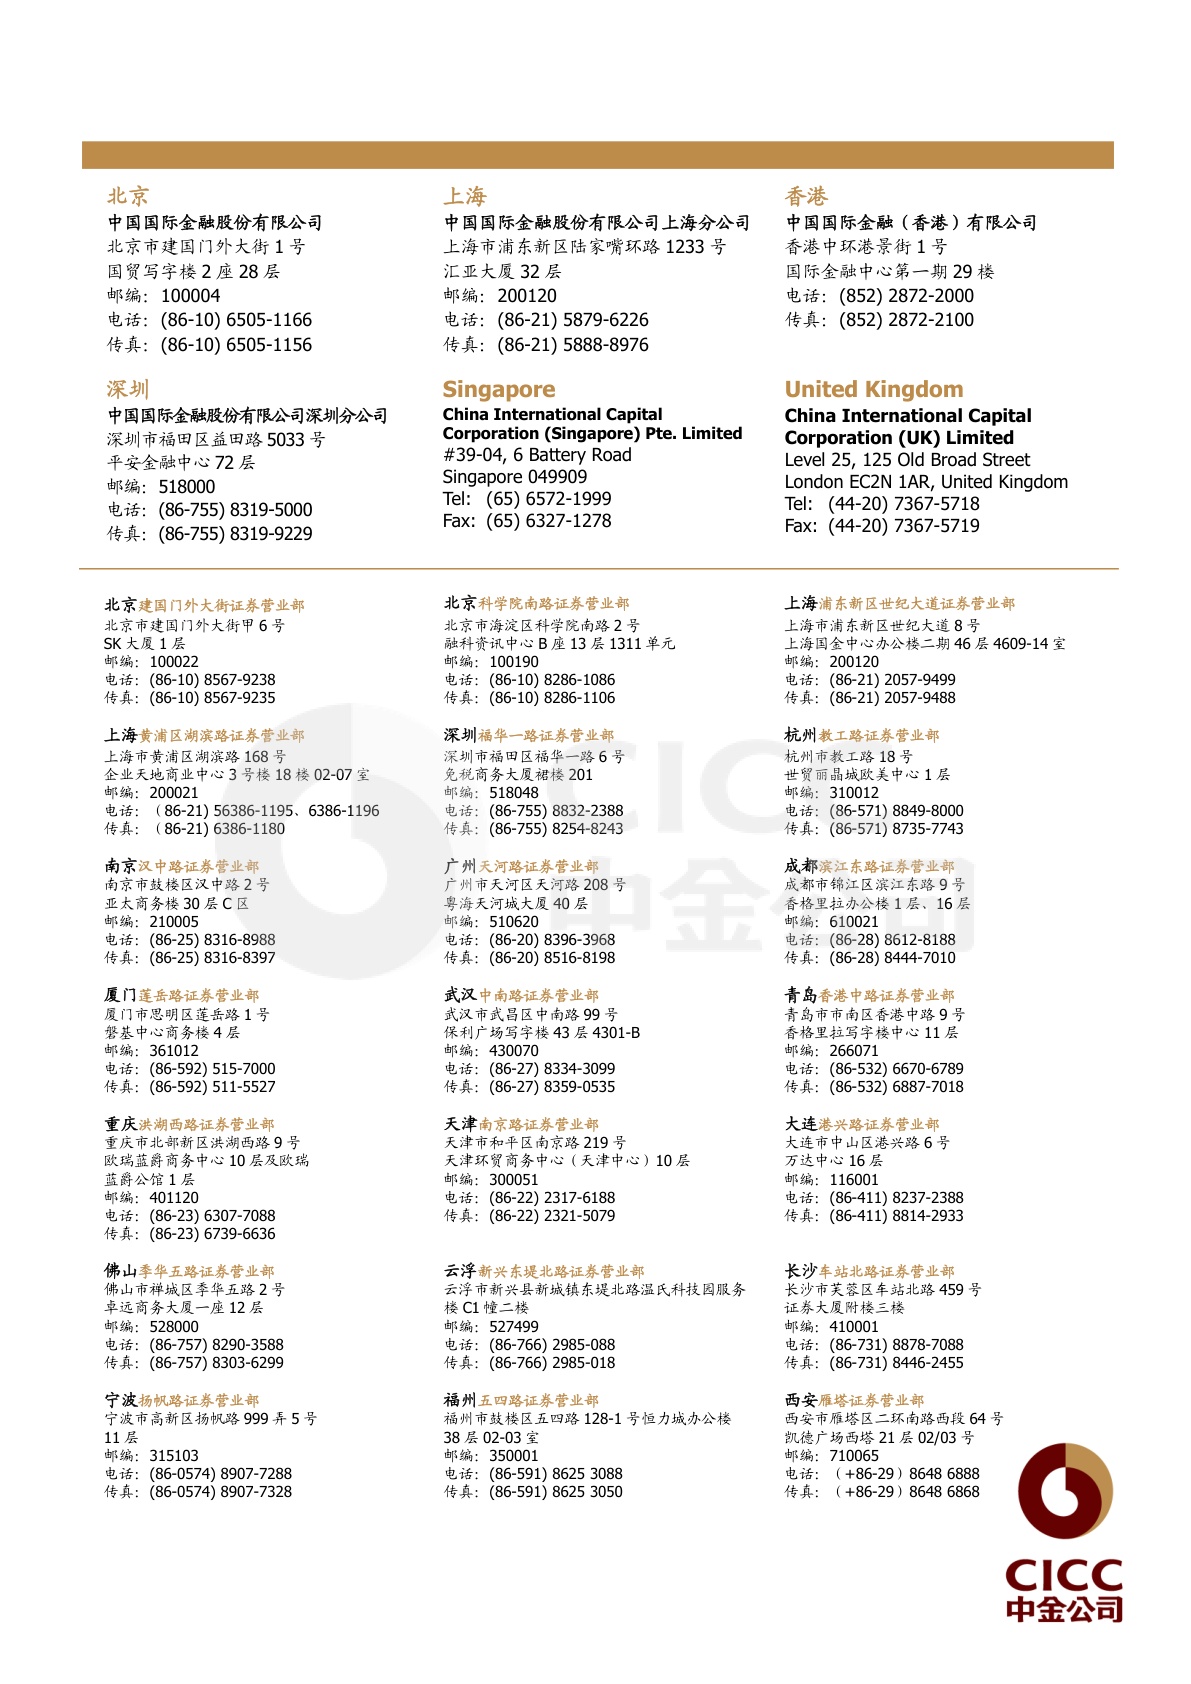 北京
中国国际金融股份有限公司
北京市建国门外大街 1 号
国贸写字楼 2 座 28 层
邮编：100004
电话：(86-10) 6505-1166
传真：(86-10) 6505-1156
上海
中国国际金融股份有限公司上海分公司
上海市浦东新区陆家嘴环路 1233 号
汇亚大厦 32 层
邮编：200120
电话：(86-21) 5879-6226
传真：(86-21) 5888-8976
香港
中国国际金融（香港）有限公司
香港中环港景街 1 号
国际金融中心第一期 29 楼
电话：(852) 2872-2000
传真：(852) 2872-2100
深圳
中国国际金融股份有限公司深圳分公司
深圳市福田区益田路 5033 号
平安金融中心 72 层
邮编：518000
电话：(86-755) 8319-5000
传真：(86-755) 8319-9229
Singapore
China International Capital
Corporation (Singapore) Pte. Limited
#39-04, 6 Battery Road
Singapore 049909
Tel: (65) 6572-1999
Fax: (65) 6327-1278
United Kingdom
China International Capital
Corporation (UK) Limited
Level 25, 125 Old Broad Street
London EC2N 1AR, United Kingdom
Tel: (44-20) 7367-5718
Fax: (44-20) 7367-5719
北京建国门外大街证券营业部
北京市建国门外大街甲 6 号
SK 大厦 1 层
邮编：100022
电话：(86-10) 8567-9238
传真：(86-10) 8567-9235
北京科学院南路证券营业部
北京市海淀区科学院南路 2 号
融科资讯中心 B 座 13 层 1311 单元
邮编：100190
电话：(86-10) 8286-1086
传真：(86-10) 8286-1106
上海浦东新区世纪大道证券营业部
上海市浦东新区世纪大道 8 号
上海国金中心办公楼二期 46 层 4609-14 室
邮编：200120
电话：(86-21) 2057-9499
传真：(86-21) 2057-9488
上海黄浦区湖滨路证券营业部
上海市黄浦区湖滨路 168 号
企业天地商业中心 3 号楼 18 楼 02-07 室
邮编：200021
电话：（86-21) 56386-1195、6386-1196
传真：（86-21) 6386-1180
深圳福华一路证券营业部
深圳市福田区福华一路 6 号
免税商务大厦裙楼 201
邮编：518048
电话：(86-755) 8832-2388
传真：(86-755) 8254-8243
杭州教工路证券营业部
杭州市教工路 18 号
世贸丽晶城欧美中心 1 层
邮编：310012
电话：(86-571) 8849-8000
传真：(86-571) 8735-7743
南京汉中路证券营业部
南京市鼓楼区汉中路 2 号
亚太商务楼 30 层 C 区
邮编：210005
电话：(86-25) 8316-8988
传真：(86-25) 8316-8397
广州天河路证券营业部
广州市天河区天河路 208 号
粤海天河城大厦 40 层
邮编：510620
电话：(86-20) 8396-3968
传真：(86-20) 8516-8198
成都滨江东路证券营业部
成都市锦江区滨江东路 9 号
香格里拉办公楼 1 层、16 层
邮编：610021
电话：(86-28) 8612-8188
传真：(86-28) 8444-7010
厦门莲岳路证券营业部
厦门市思明区莲岳路 1 号
磐基中心商务楼 4 层
邮编：361012
电话：(86-592) 515-7000
传真：(86-592) 511-5527
武汉中南路证券营业部
武汉市武昌区中南路 99 号
保利广场写字楼 43 层 4301-B
邮编：430070
电话：(86-27) 8334-3099
传真：(86-27) 8359-0535
青岛香港中路证券营业部
青岛市市南区香港中路 9 号
香格里拉写字楼中心 11 层
邮编：266071
电话：(86-532) 6670-6789
传真：(86-532) 6887-7018
重庆洪湖西路证券营业部
重庆市北部新区洪湖西路 9 号
欧瑞蓝爵商务中心 10 层及欧瑞
蓝爵公馆 1 层
邮编：401120
电话：(86-23) 6307-7088
传真：(86-23) 6739-6636
天津南京路证券营业部
天津市和平区南京路 219 号
天津环贸商务中心（天津中心）10 层
邮编：300051
电话：(86-22) 2317-6188
传真：(86-22) 2321-5079
大连港兴路证券营业部
大连市中山区港兴路 6 号
万达中心 16 层
邮编：116001
电话：(86-411) 8237-2388
传真：(86-411) 8814-2933
佛山季华五路证券营业部
佛山市禅城区季华五路 2 号
卓远商务大厦一座 12 层
邮编：528000
电话：(86-757) 8290-3588
传真：(86-757) 8303-6299
云浮新兴东堤北路证券营业部
云浮市新兴县新城镇东堤北路温氏科技园服务
楼 C1 幢二楼
邮编：527499
电话：(86-766) 2985-088
传真：(86-766) 2985-018
长沙车站北路证券营业部
长沙市芙蓉区车站北路 459 号
证券大厦附楼三楼
邮编：410001
电话：(86-731) 8878-7088
传真：(86-731) 8446-2455
宁波扬帆路证券营业部
宁波市高新区扬帆路 999 弄 5 号
11 层
邮编：315103
电话：(86-0574) 8907-7288
传真：(86-0574) 8907-7328
福州五四路证券营业部
福州市鼓楼区五四路 128-1 号恒力城办公楼
38 层 02-03 室
邮编：350001
电话：(86-591) 8625 3088
传真：(86-591) 8625 3050
西安雁塔证券营业部
西安市雁塔区二环南路西段 64 号
凯德广场西塔 21 层 02/03 号
邮编：710065
电话：（+86-29）8648 6888
传真：（+86-29）8648 6868
CICC
中金公司
CICC
中金公司